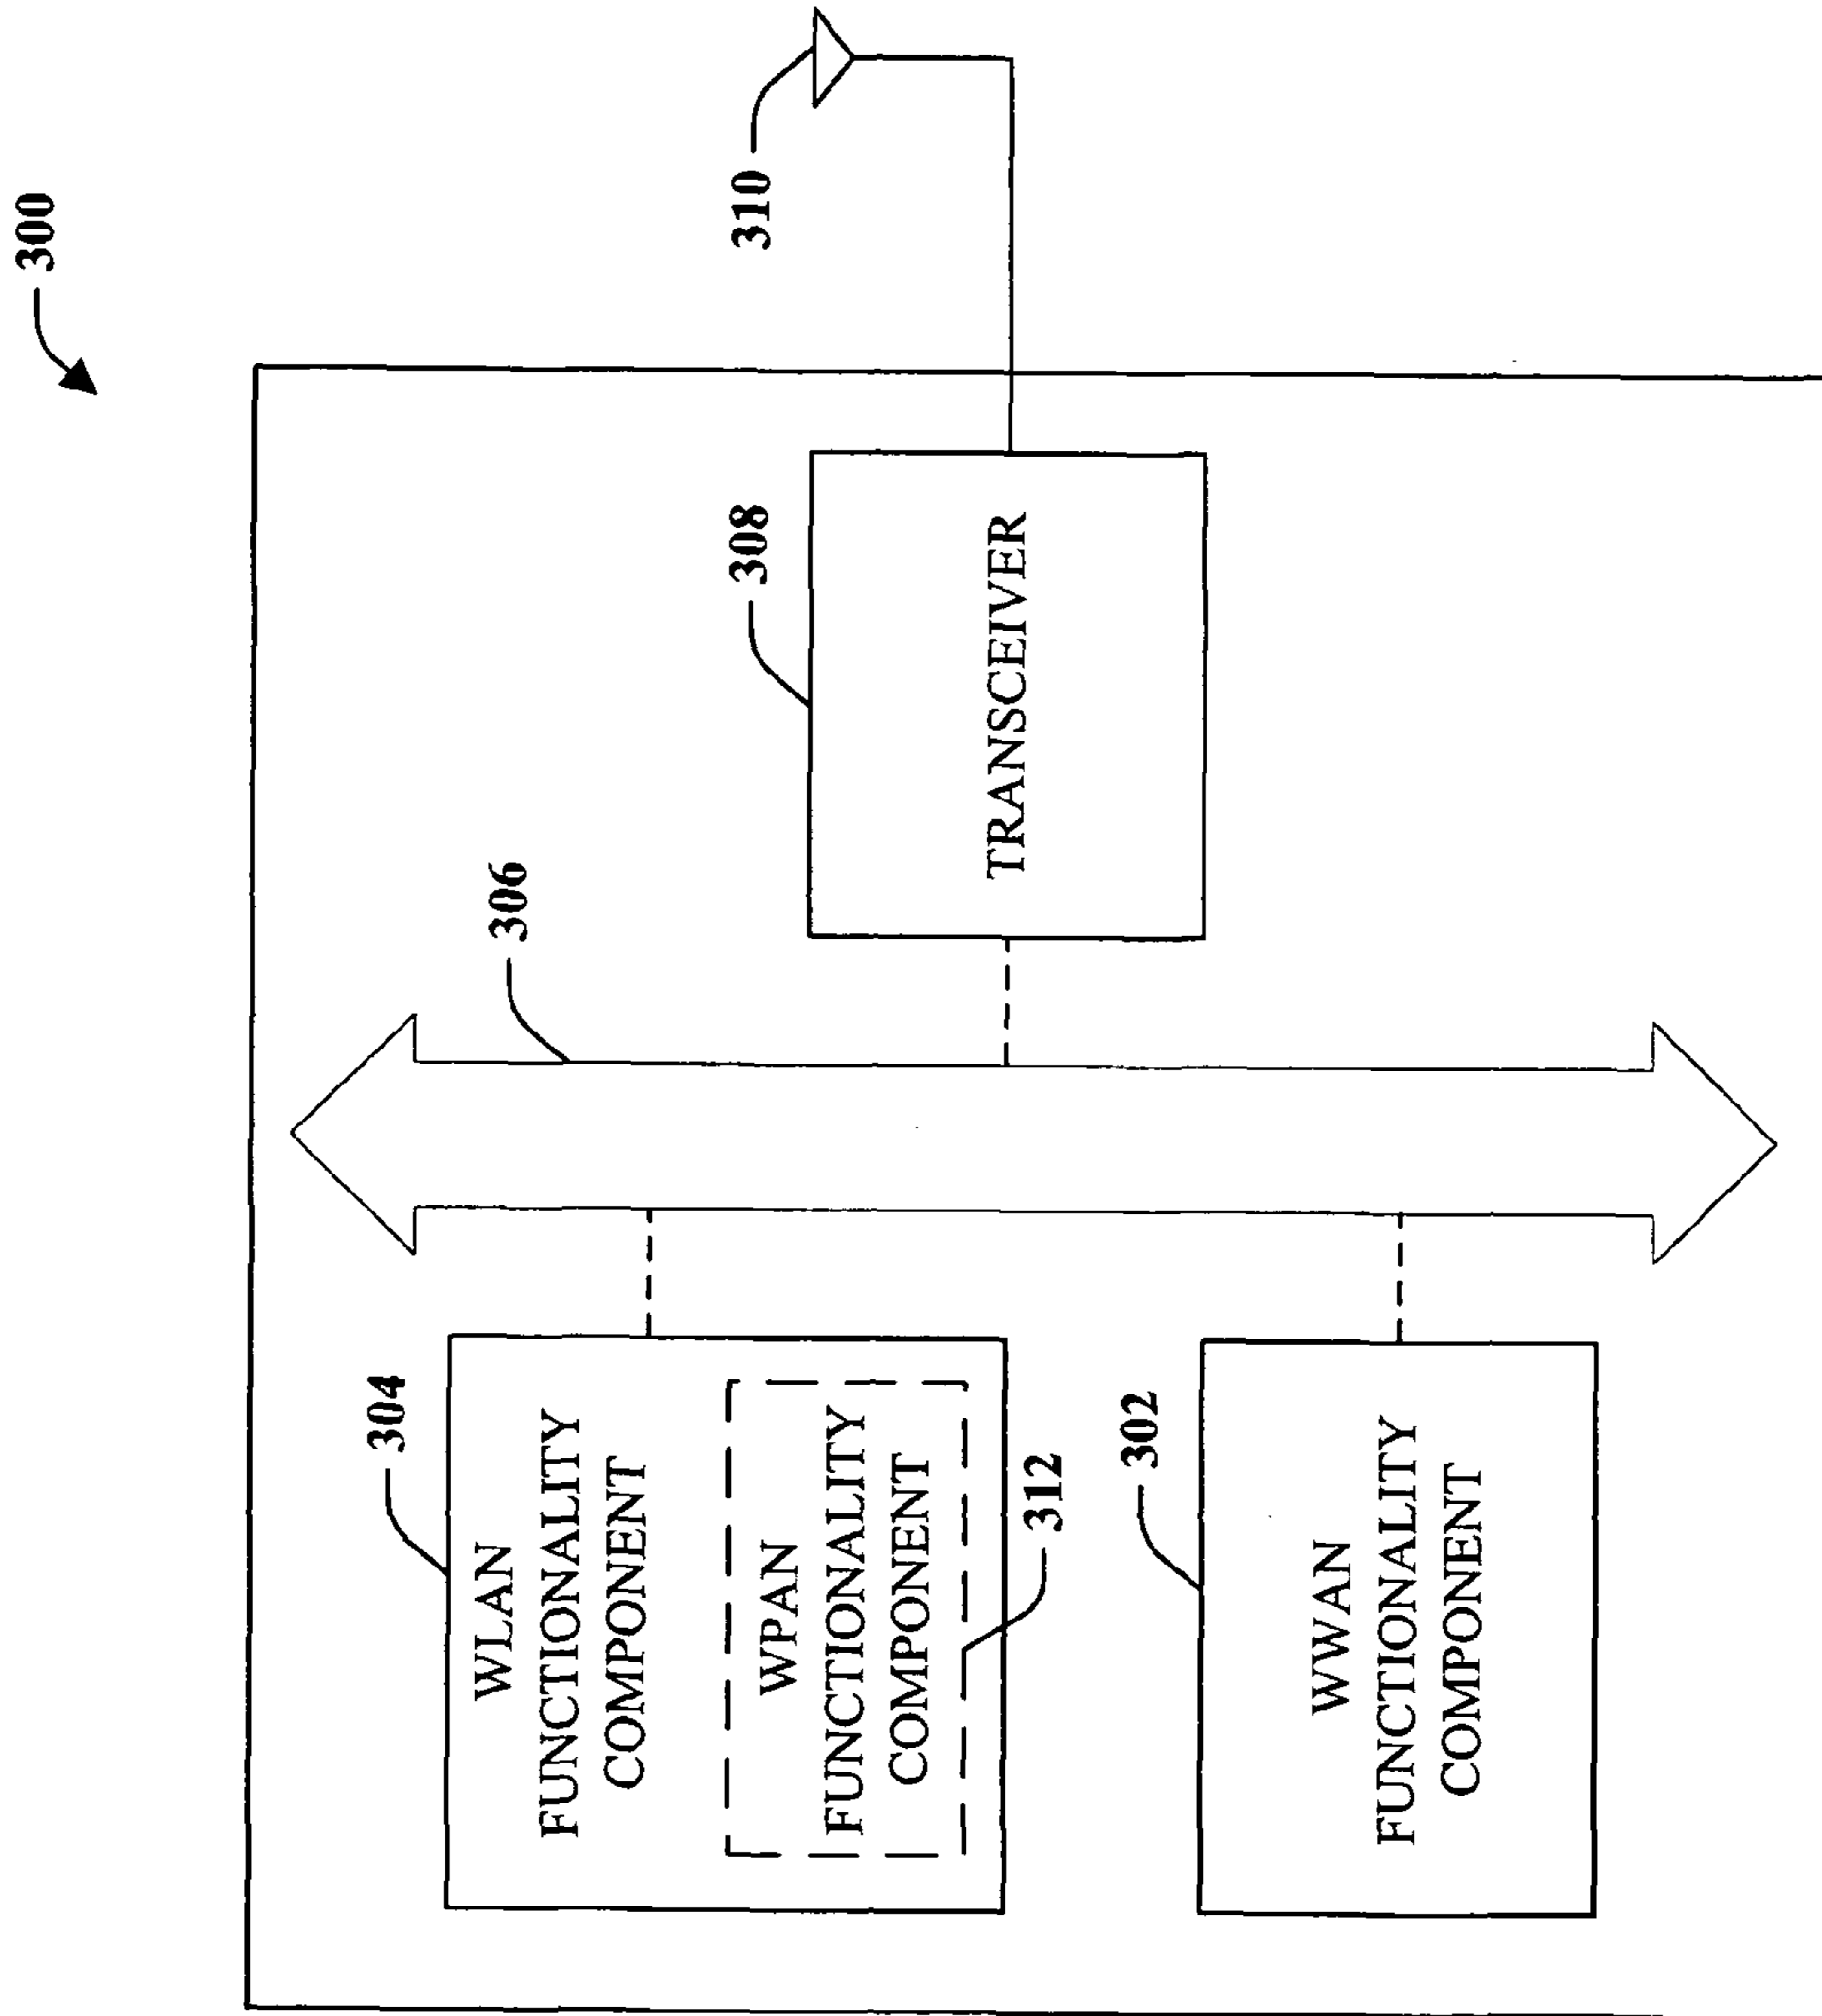 300
304
WLAN
FUNCTIONALITY
COMPONENT
WPAN
FUNCTIONALITY
COMPONENT
312
302
WWAN
FUNCTIONALITY
COMPONENT
306
308
TRANSCEIVER
310